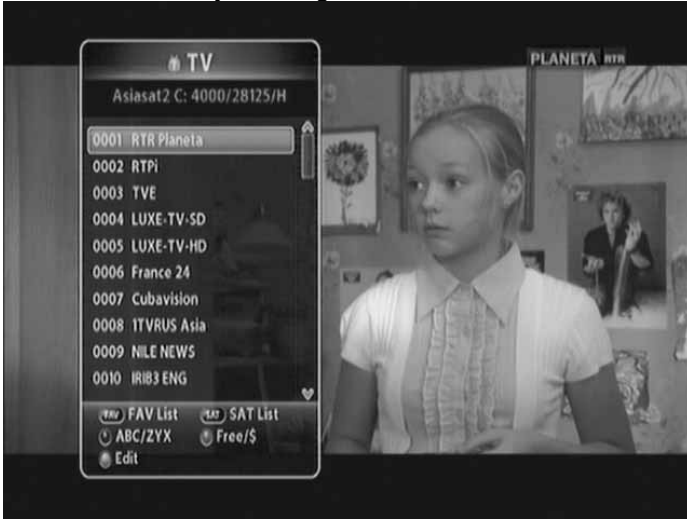 TV
PLANETA RTR
Asiasat2 C: 4000/28125/H
0001 RTR Planeta
0002 RTPi
0003 TVE
0004 LUXE-TV-SD
0005 LUXE-TV-HD
0006 France 24
0007 Cubavision
0008 1TVRUS Asia
0009 NILE NEWS
0010 IRIB3 ENG
FAV FAV List
SAT SAT List
ABC/ZYX
Free/$
Edit